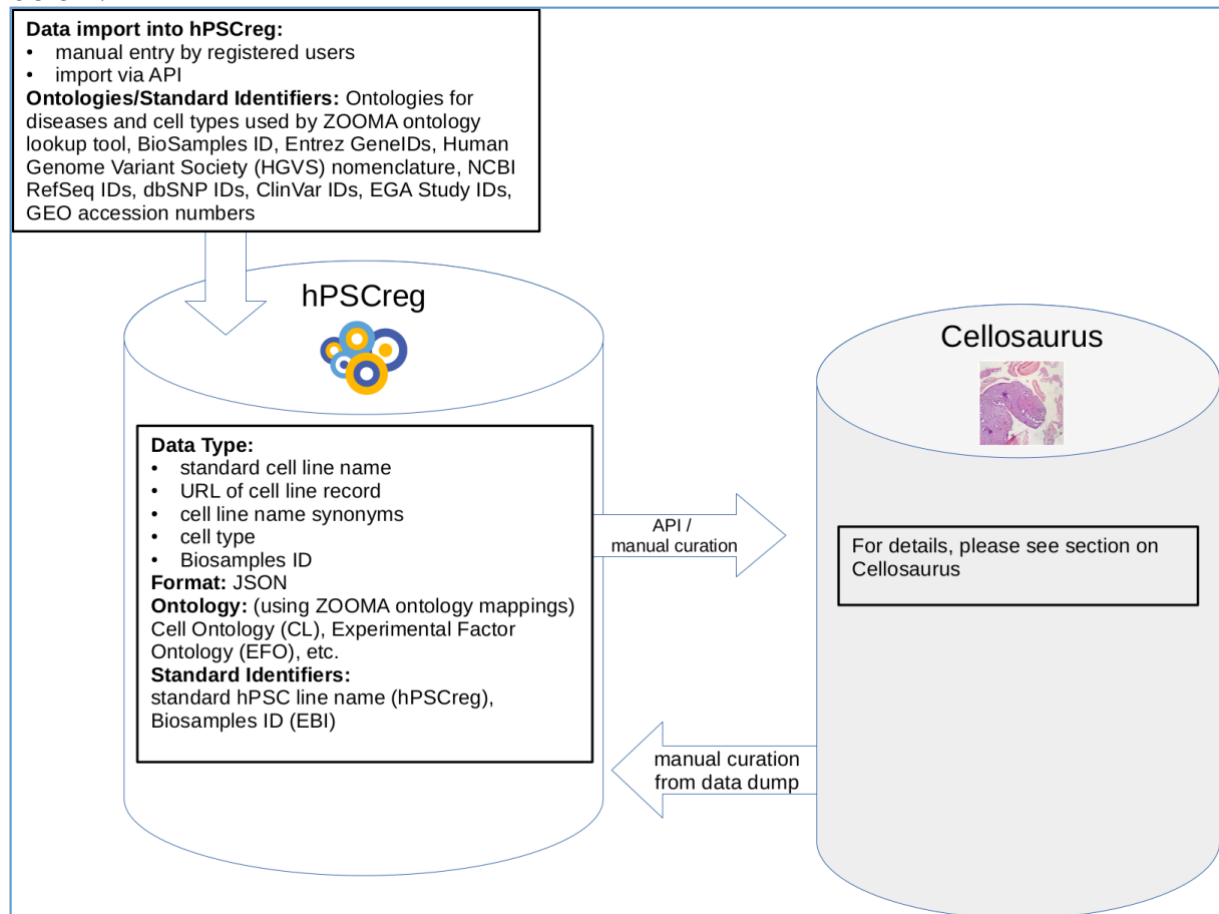 Data import into hPSCreg:
• manual entry by registered users
• import via API
Ontologies/Standard Identifiers: Ontologies for
diseases and cell types used by ZOOMA ontology
lookup tool, BioSamples ID, Entrez GeneIDs, Human
Genome Variant Society (HGVS) nomenclature, NCBI
RefSeq IDs, dbSNP IDs, ClinVar IDs, EGA Study IDs,
GEO accession numbers
hPSCreg
Data Type:
• standard cell line name
• URL of cell line record
• cell line name synonyms
• cell type
• Biosamples ID
Format: JSON
Ontology: (using ZOOMA ontology mappings)
Cell Ontology (CL), Experimental Factor
Ontology (EFO), etc.
Standard Identifiers:
standard hPSC line name (hPSCreg),
Biosamples ID (EBI)
API /
manual curation
manual curation
from data dump
Cellosaurus
For details, please see section on
Cellosaurus